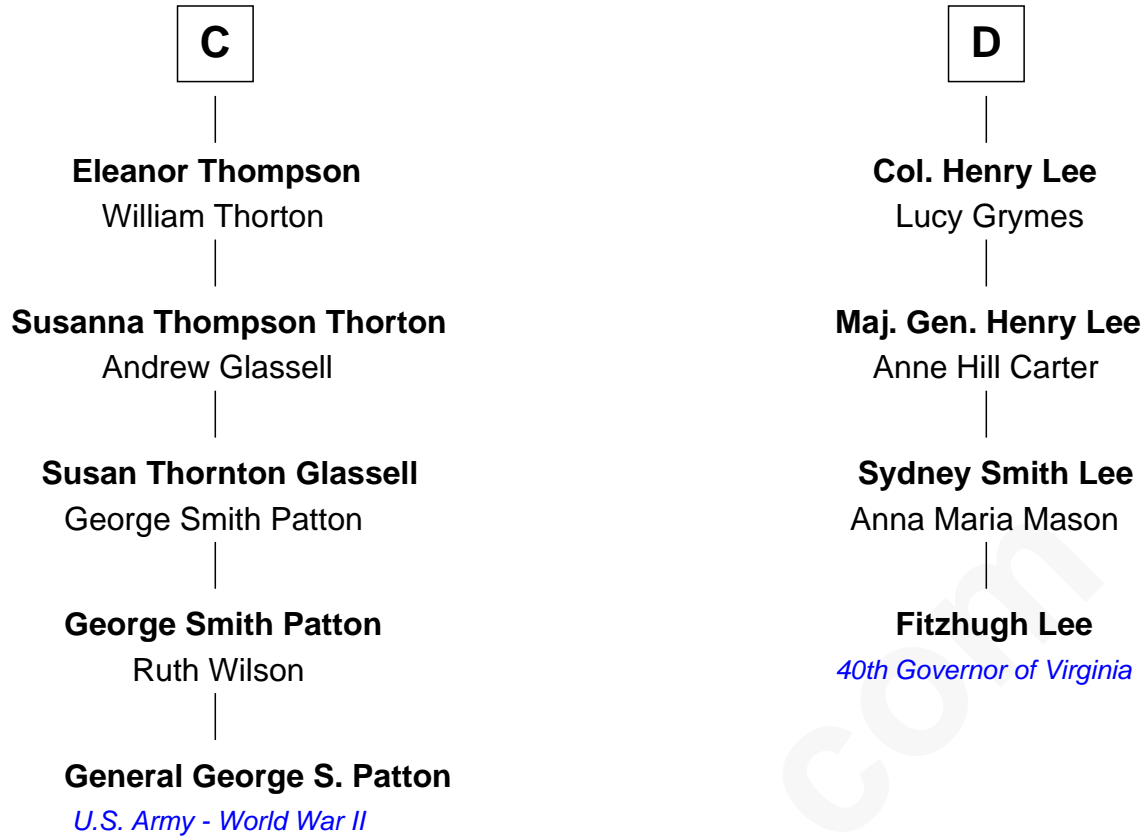 C
Eleanor Thompson
William Thorton
Susanna Thompson Thorton
Andrew Glassell
Susan Thornton Glassell
George Smith Patton
George Smith Patton
Ruth Wilson
General George S. Patton
U.S. Army - World War II
D
Col. Henry Lee
Lucy Grymes
Maj. Gen. Henry Lee
Anne Hill Carter
Sydney Smith Lee
Anna Maria Mason
Fitzhugh Lee
40th Governor of Virginia
com